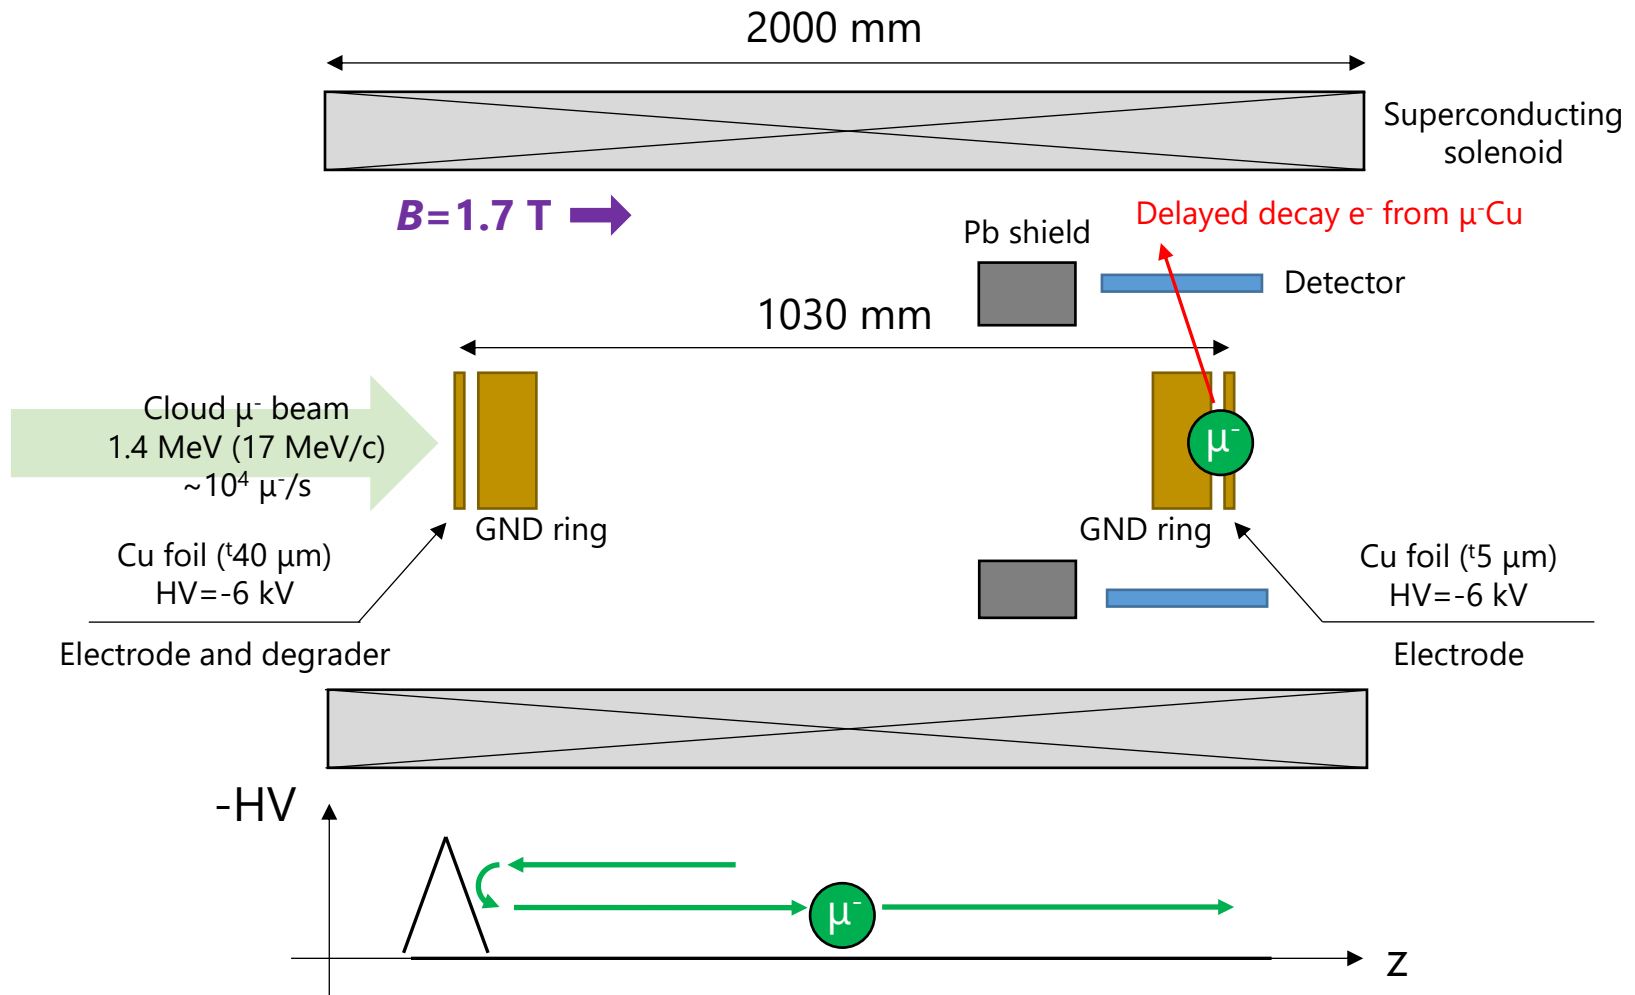 2000 mm
Superconducting
solenoid
B=1.7 T
Delayed decay e⁻ from μ⁻Cu
Pb shield
Detector
1030 mm
Cloud μ⁻ beam
1.4 MeV (17 MeV/c)
~10⁴ μ⁻/s
μ⁻
GND ring
GND ring
Cu foil (ᵗ40 μm)
HV=-6 kV
Cu foil (ᵗ5 μm)
HV=-6 kV
Electrode and degrader
Electrode
-HV
μ⁻
z